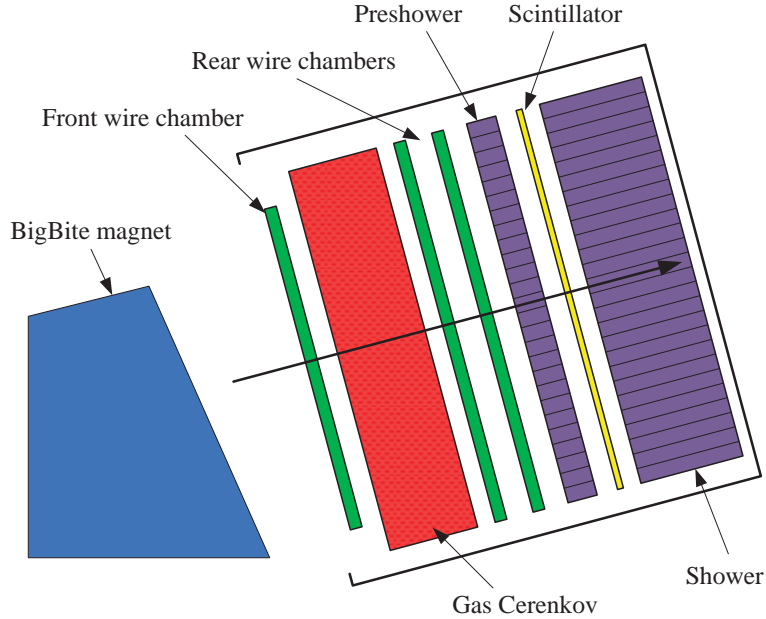 Preshower
Scintillator
Rear wire chambers
Front wire chamber
BigBite magnet
Shower
Gas Cerenkov